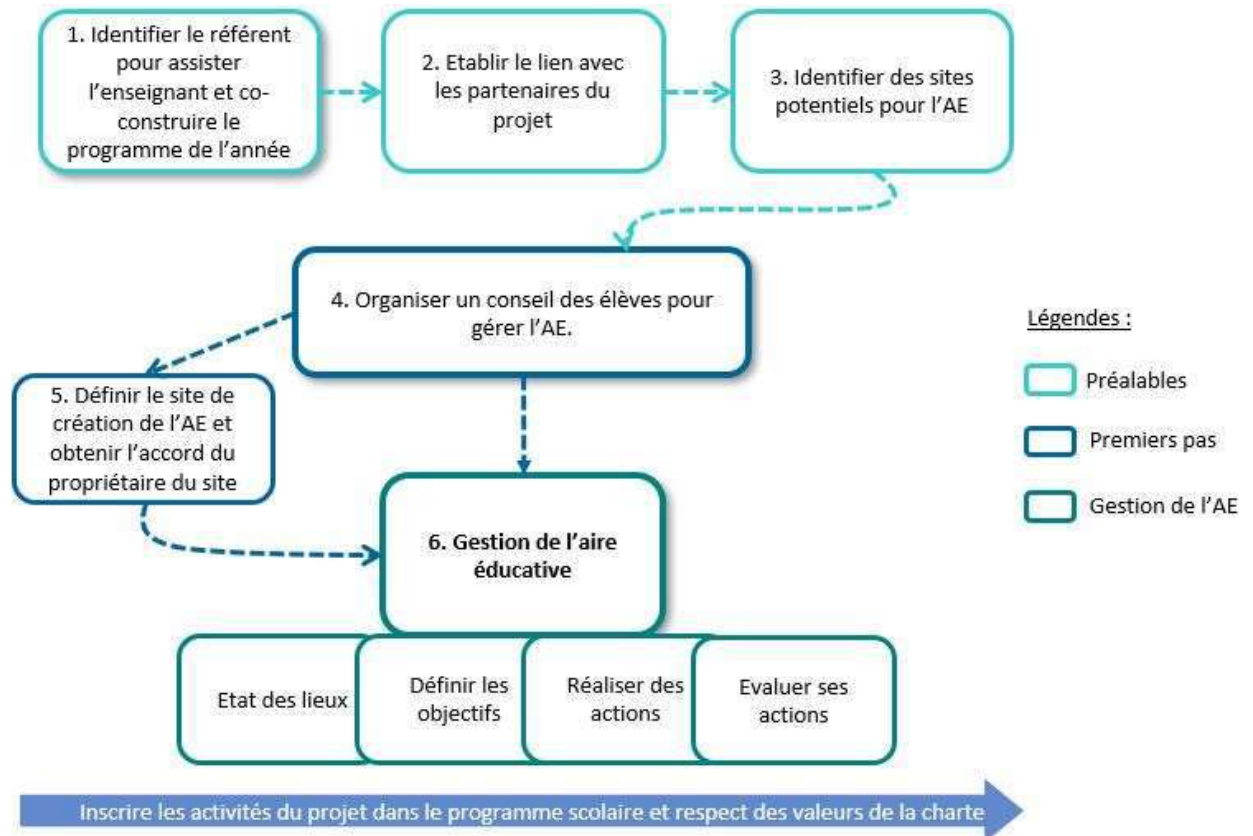 1. Identifier le référent
pour assister
l'enseignant et co-
construire le
programme de l'année
2. Etablir le lien avec
les partenaires du
projet
3. Identifier des sites
potentiels pour l'AE
4. Organiser un conseil des élèves pour
gérer l'AE.
5. Définir le site de
création de l'AE et
obtenir l'accord du
propriétaire du site
6. Gestion de l'aire
éducative
Etat des lieux
Définir les
objectifs
Réaliser des
actions
Evaluer ses
actions
Légendes :
Préalables
Premiers pas
Gestion de l'AE
Inscrire les activités du projet dans le programme scolaire et respect des valeurs de la charte